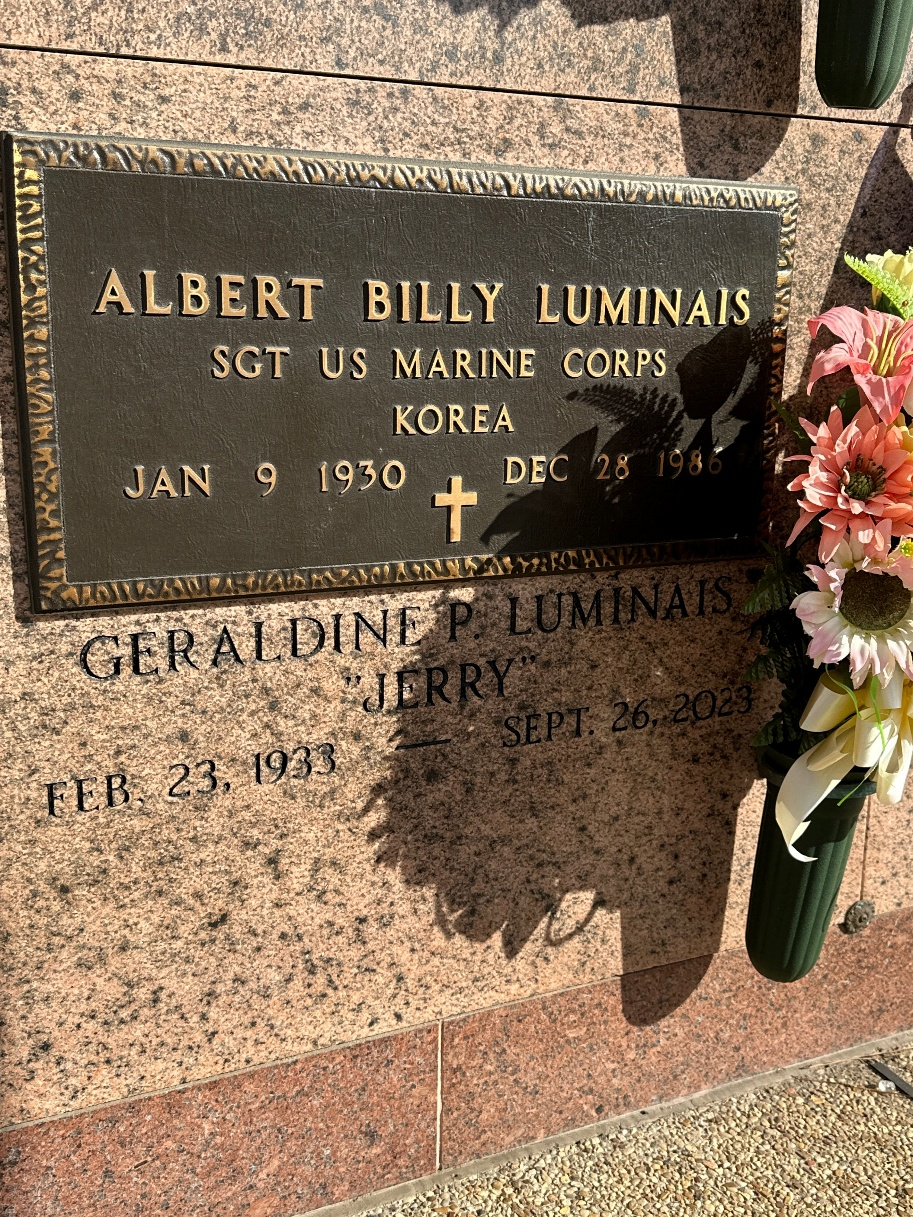 ALBERT BILLY LUMINAIS
SGT US MARINE CORPS
KOREA
JAN 9 1930 DEC 28 1986
GERALDINE P. LUMINAIS
"JERRY"
FEB. 23, 1933 — SEPT. 26, 2023